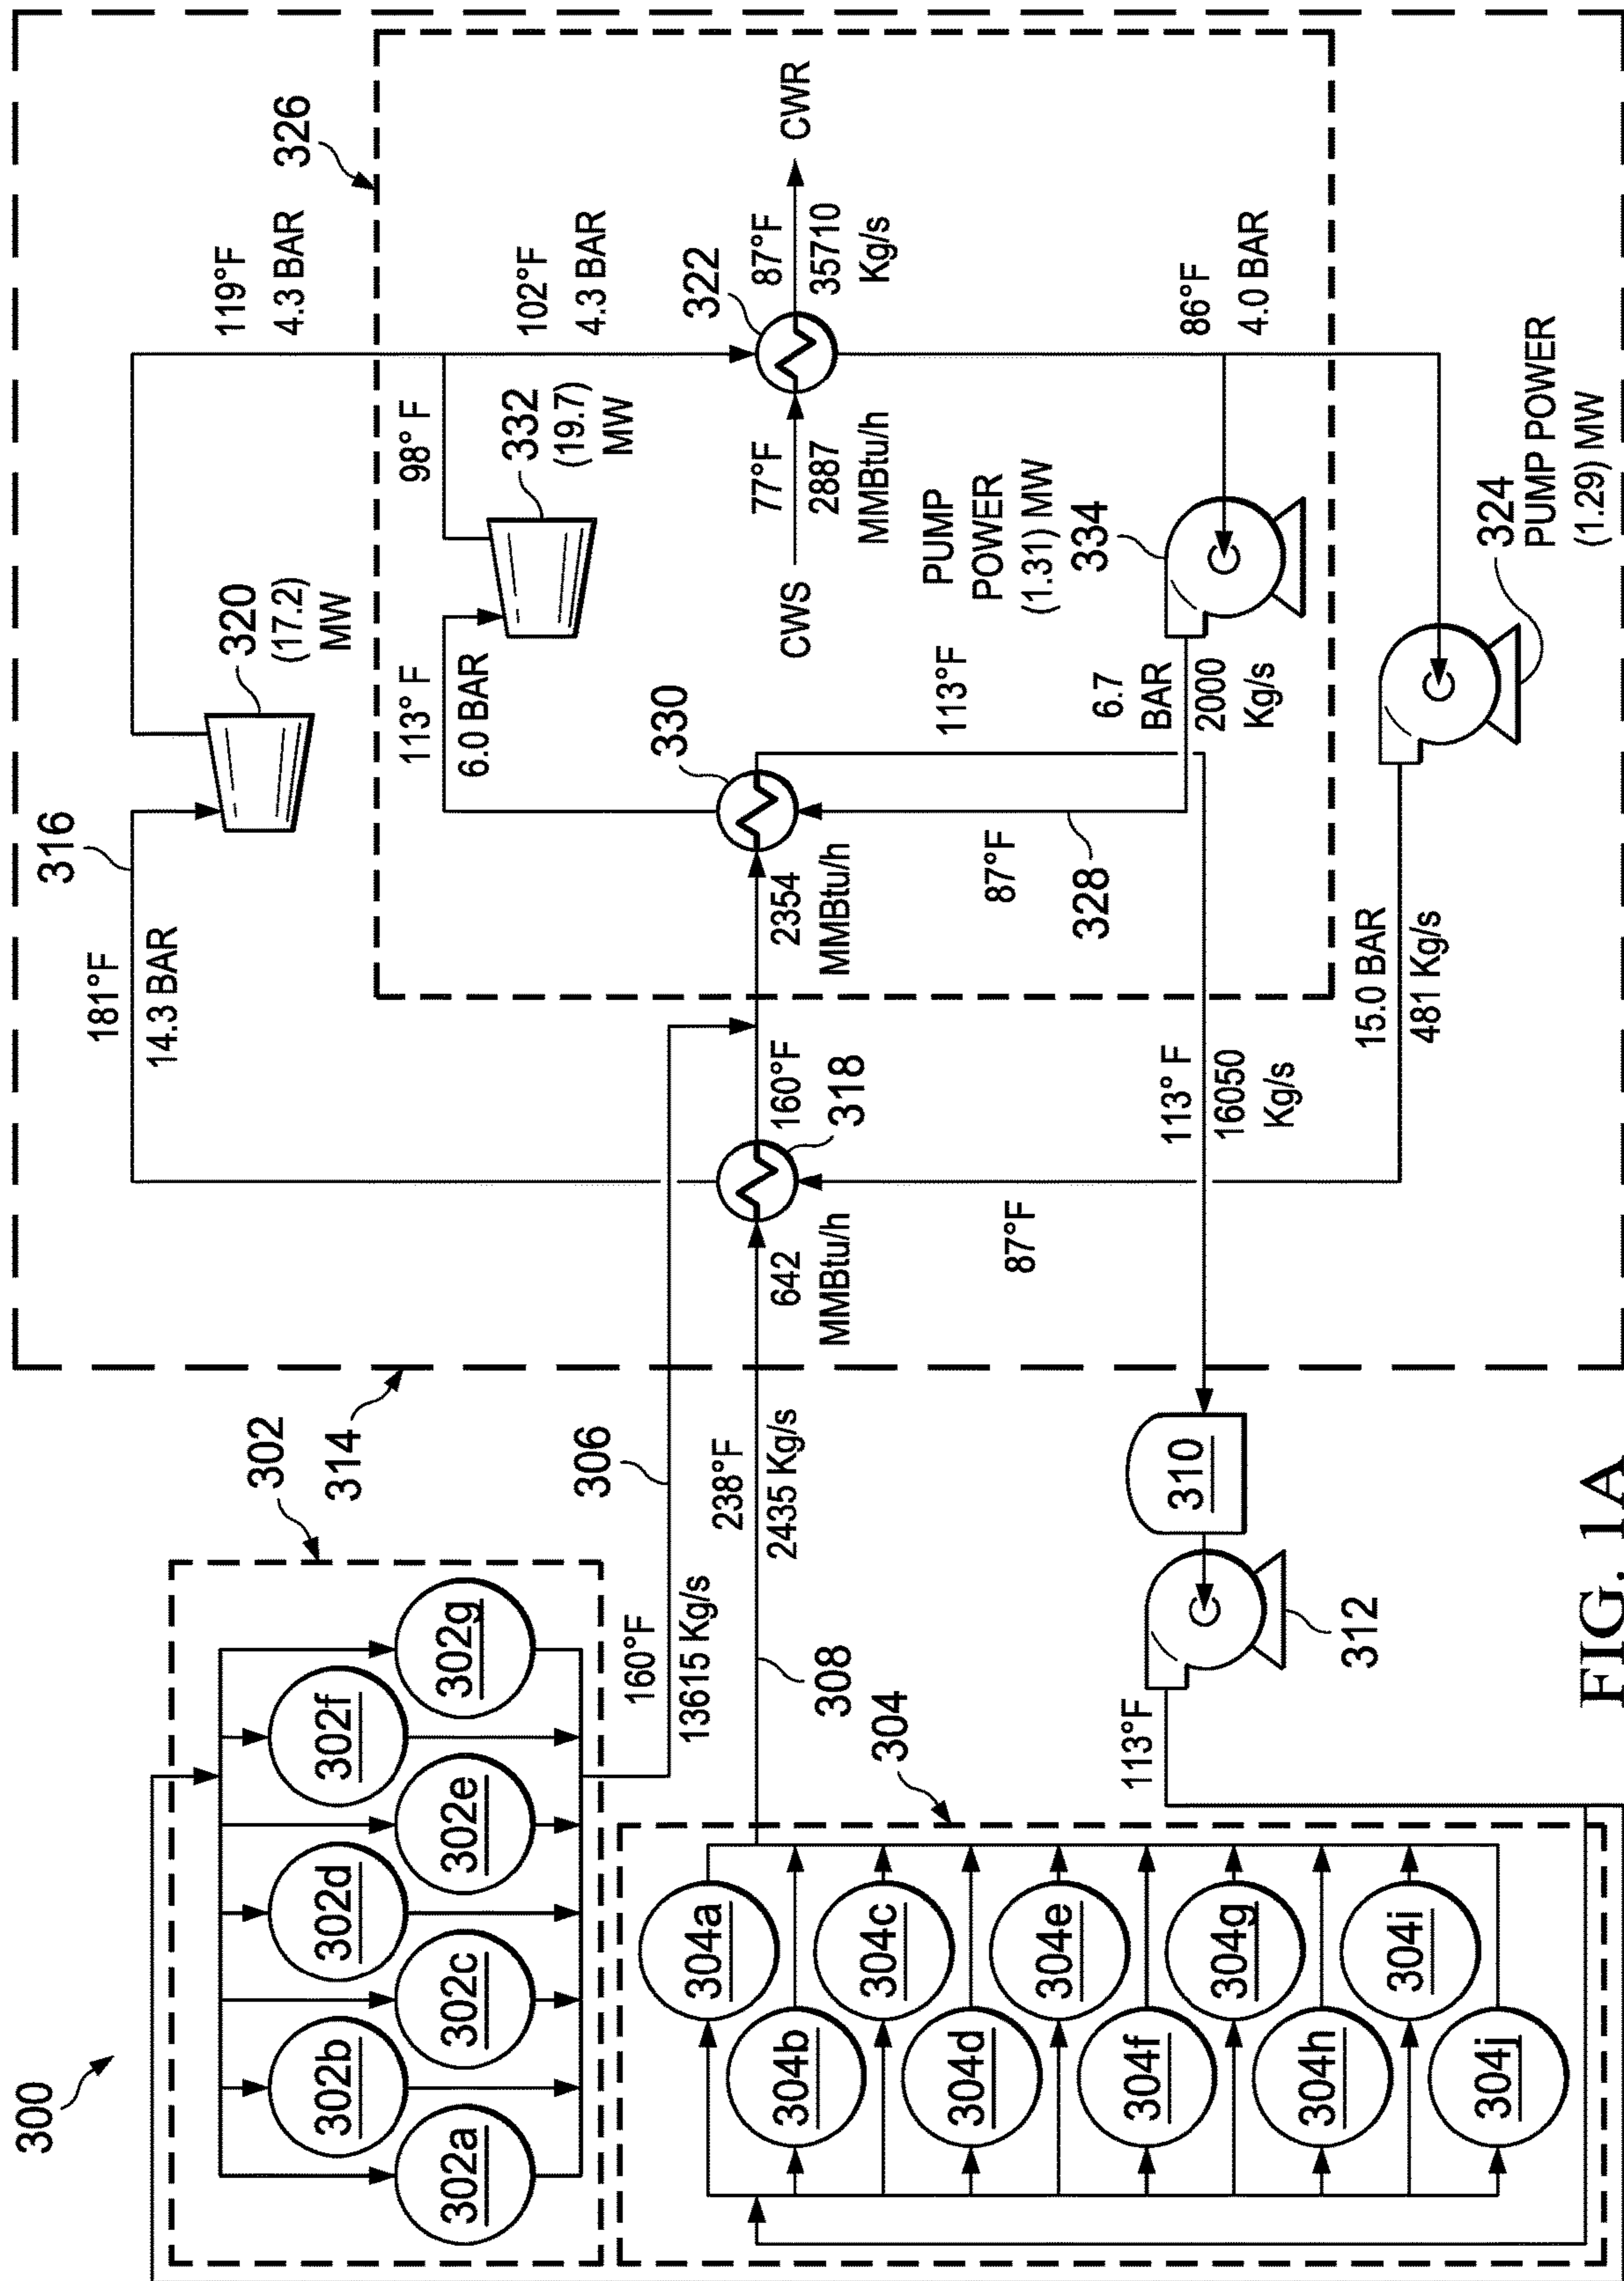 300
302
302a
302b
302c
302d
302e
302f
302g
160°F
13615 Kg/s
306
314
304
304a
304b
304c
304d
304e
304f
304g
304h
304i
304j
308
238°F
2435 Kg/s
113°F
312
310
316
181°F
14.3 BAR
320
(17.2)
MW
119°F
4.3 BAR
326
642
MMBtu/h
318
160°F
87°F
2354
MMBtu/h
330
113° F
6.0 BAR
332
(19.7)
MW
98° F
102°F
4.3 BAR
322
CWS
77°F
2887
MMBtu/h
87°F
35710
Kg/s
CWR
87°F
328
113°F
PUMP
POWER
(1.31) MW
334
6.7
BAR
2000
Kg/s
86°F
4.0 BAR
113° F
16050
Kg/s
15.0 BAR
481 Kg/s
324
PUMP POWER
(1.29) MW
FIG. 1A